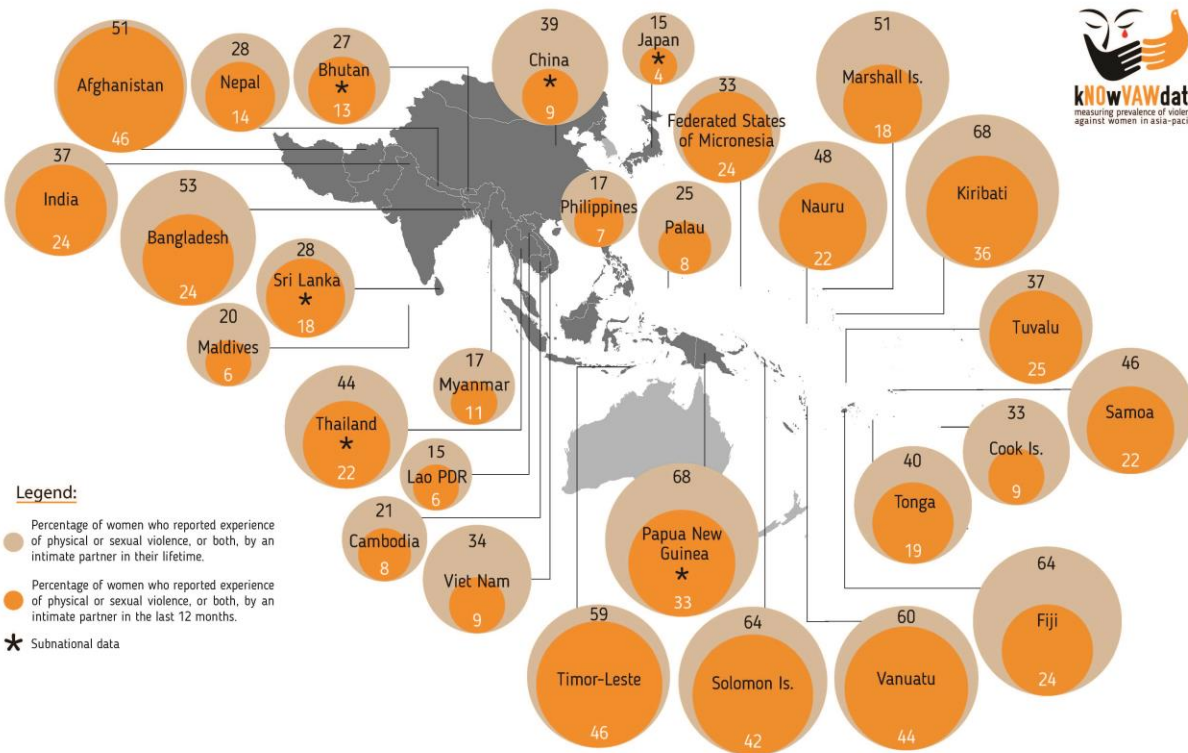 51
Afghanistan
46
28
Nepal
14
27
Bhutan
*
13
39
China
*
9
15
Japan
*
4
33
Federated States
of Micronesia
24
51
Marshall Is.
18
kNOwVAWdat
measuring prevalence of violen
against women in asia-paci
37
India
24
53
Bangladesh
24
28
Sri Lanka
*
18
20
Maldives
6
17
Philippines
7
25
Palau
8
48
Nauru
22
68
Kiribati
36
37
Tuvalu
25
46
Samoa
22
33
Cook Is.
9
40
Tonga
19
17
Myanmar
11
44
Thailand
*
22
15
Lao PDR
6
21
Cambodia
8
34
Viet Nam
9
68
Papua New
Guinea
*
33
59
Timor-Leste
46
64
Solomon Is.
42
60
Vanuatu
44
64
Fiji
24
Legend:
Percentage of women who reported experience
of physical or sexual violence, or both, by an
intimate partner in their lifetime.
Percentage of women who reported experience
of physical or sexual violence, or both, by an
intimate partner in the last 12 months.
* Subnational data